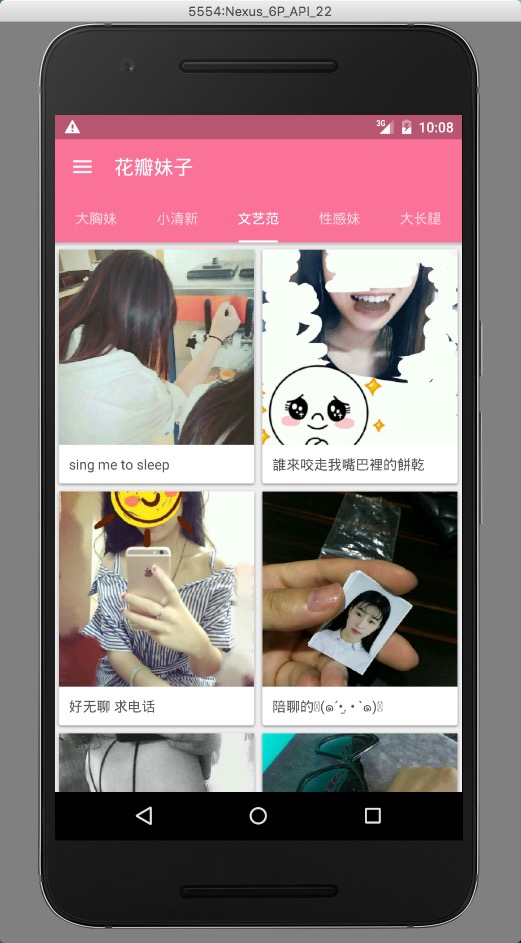 5554:Nexus_6P_API_22
3G 10:08
花瓣妹子
大胸妹 小清新 文艺范 性感妹 大长腿
sing me to sleep
誰來咬走我嘴巴裡的餅乾
好无聊 求电话
陪聊的(๑´•.̫ • `๑)